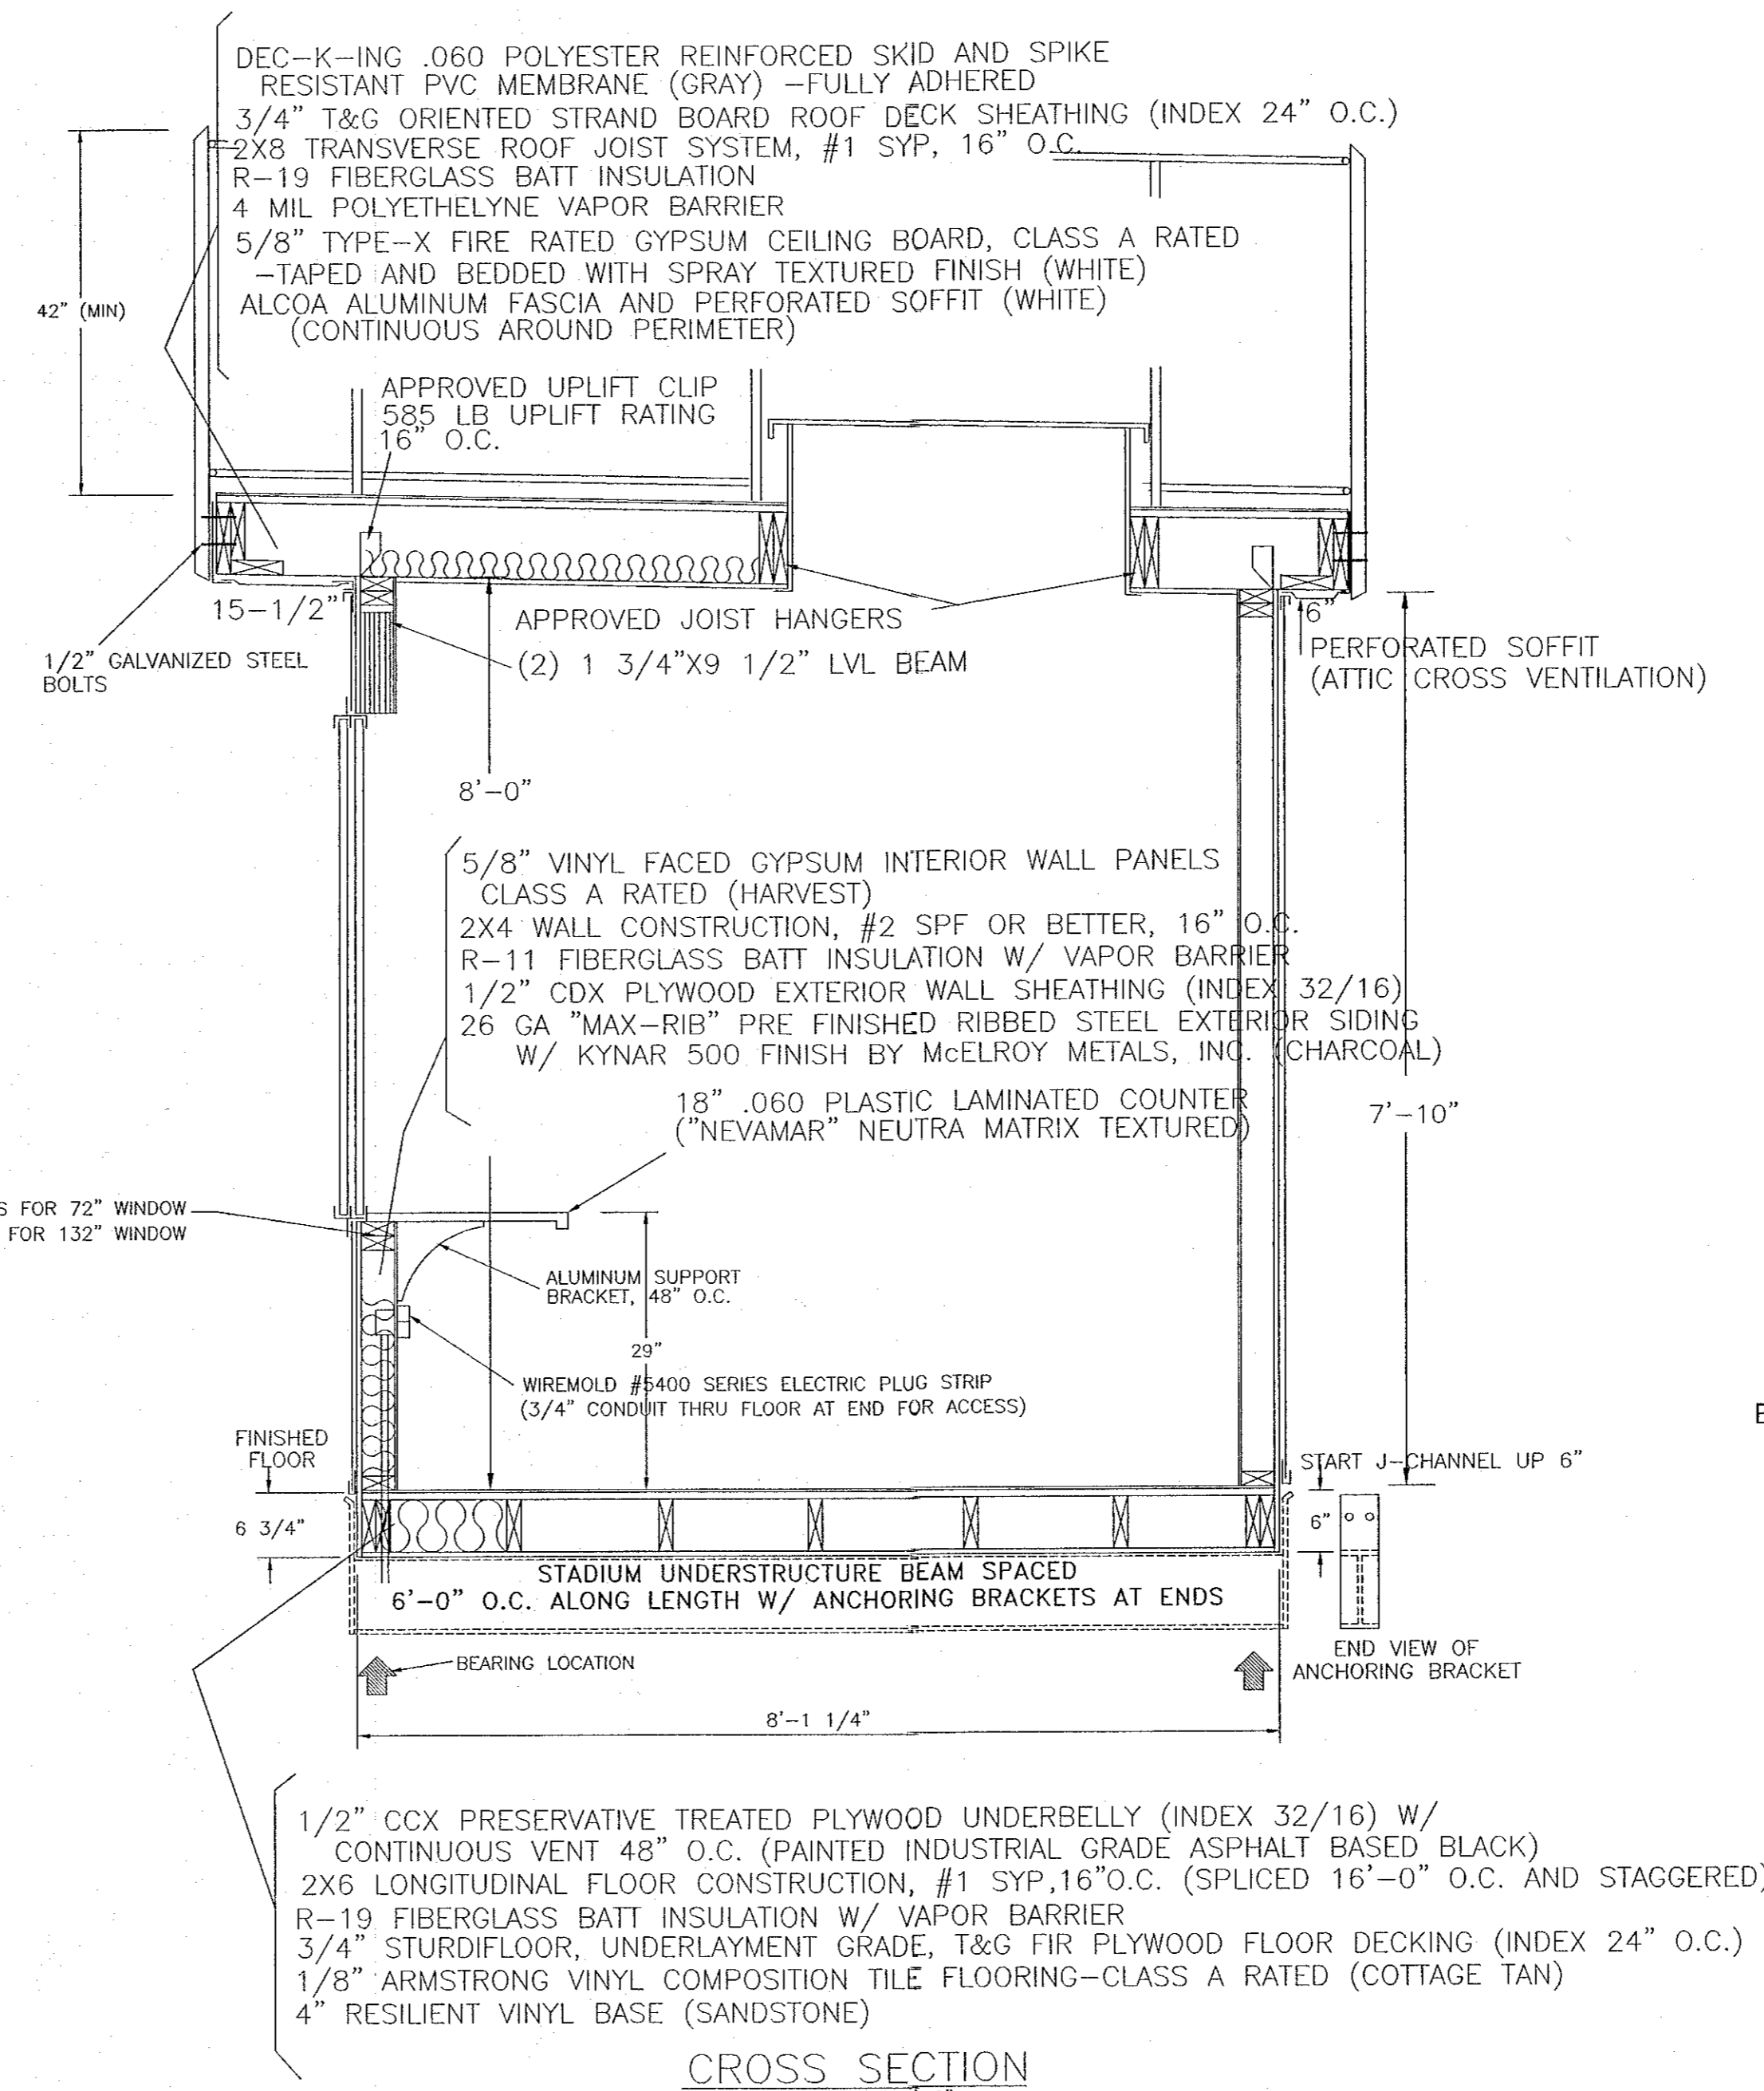 DEC-K-ING .060 POLYESTER REINFORCED SKID AND SPIKE
RESISTANT PVC MEMBRANE (GRAY) -FULLY ADHERED
3/4" T&G ORIENTED STRAND BOARD ROOF DECK SHEATHING (INDEX 24" O.C.)
2X8 TRANSVERSE ROOF JOIST SYSTEM, #1 SYP, 16" O.C.
R-19 FIBERGLASS BATT INSULATION
4 MIL POLYETHELYNE VAPOR BARRIER
5/8" TYPE-X FIRE RATED GYPSUM CEILING BOARD, CLASS A RATED
-TAPED AND BEDDED WITH SPRAY TEXTURED FINISH (WHITE)
ALCOA ALUMINUM FASCIA AND PERFORATED SOFFIT (WHITE)
(CONTINUOUS AROUND PERIMETER)
42" (MIN)
APPROVED UPLIFT CLIP
585 LB UPLIFT RATING
16" O.C.
15-1/2"
APPROVED JOIST HANGERS
6"
1/2" GALVANIZED STEEL
BOLTS
(2) 1 3/4"X9 1/2" LVL BEAM
PERFORATED SOFFIT
(ATTIC CROSS VENTILATION)
8'-0"
5/8" VINYL FACED GYPSUM INTERIOR WALL PANELS
CLASS A RATED (HARVEST)
2X4 WALL CONSTRUCTION, #2 SPF OR BETTER, 16" O.C.
R-11 FIBERGLASS BATT INSULATION W/ VAPOR BARRIER
1/2" CDX PLYWOOD EXTERIOR WALL SHEATHING (INDEX 32/16)
26 GA "MAX-RIB" PRE FINISHED RIBBED STEEL EXTERIOR SIDING
W/ KYNAR 500 FINISH BY McELROY METALS, INC. (CHARCOAL)
18" .060 PLASTIC LAMINATED COUNTER
("NEVAMAR" NEUTRA MATRIX TEXTURED)
7'-10"
S FOR 72" WINDOW
FOR 132" WINDOW
ALUMINUM SUPPORT
BRACKET, 48" O.C.
29"
WIREMOLD #5400 SERIES ELECTRIC PLUG STRIP
(3/4" CONDUIT THRU FLOOR AT END FOR ACCESS)
FINISHED
FLOOR
START J-CHANNEL UP 6"
6 3/4"
6"
STADIUM UNDERSTRUCTURE BEAM SPACED
6'-0" O.C. ALONG LENGTH W/ ANCHORING BRACKETS AT ENDS
BEARING LOCATION
END VIEW OF
ANCHORING BRACKET
8'-1 1/4"
1/2" CCX PRESERVATIVE TREATED PLYWOOD UNDERBELLY (INDEX 32/16) W/
CONTINUOUS VENT 48" O.C. (PAINTED INDUSTRIAL GRADE ASPHALT BASED BLACK)
2X6 LONGITUDINAL FLOOR CONSTRUCTION, #1 SYP,16"O.C. (SPLICED 16'-0" O.C. AND STAGGERED)
R-19 FIBERGLASS BATT INSULATION W/ VAPOR BARRIER
3/4" STURDIFLOOR, UNDERLAYMENT GRADE, T&G FIR PLYWOOD FLOOR DECKING (INDEX 24" O.C.)
1/8" ARMSTRONG VINYL COMPOSITION TILE FLOORING-CLASS A RATED (COTTAGE TAN)
4" RESILIENT VINYL BASE (SANDSTONE)
CROSS SECTION